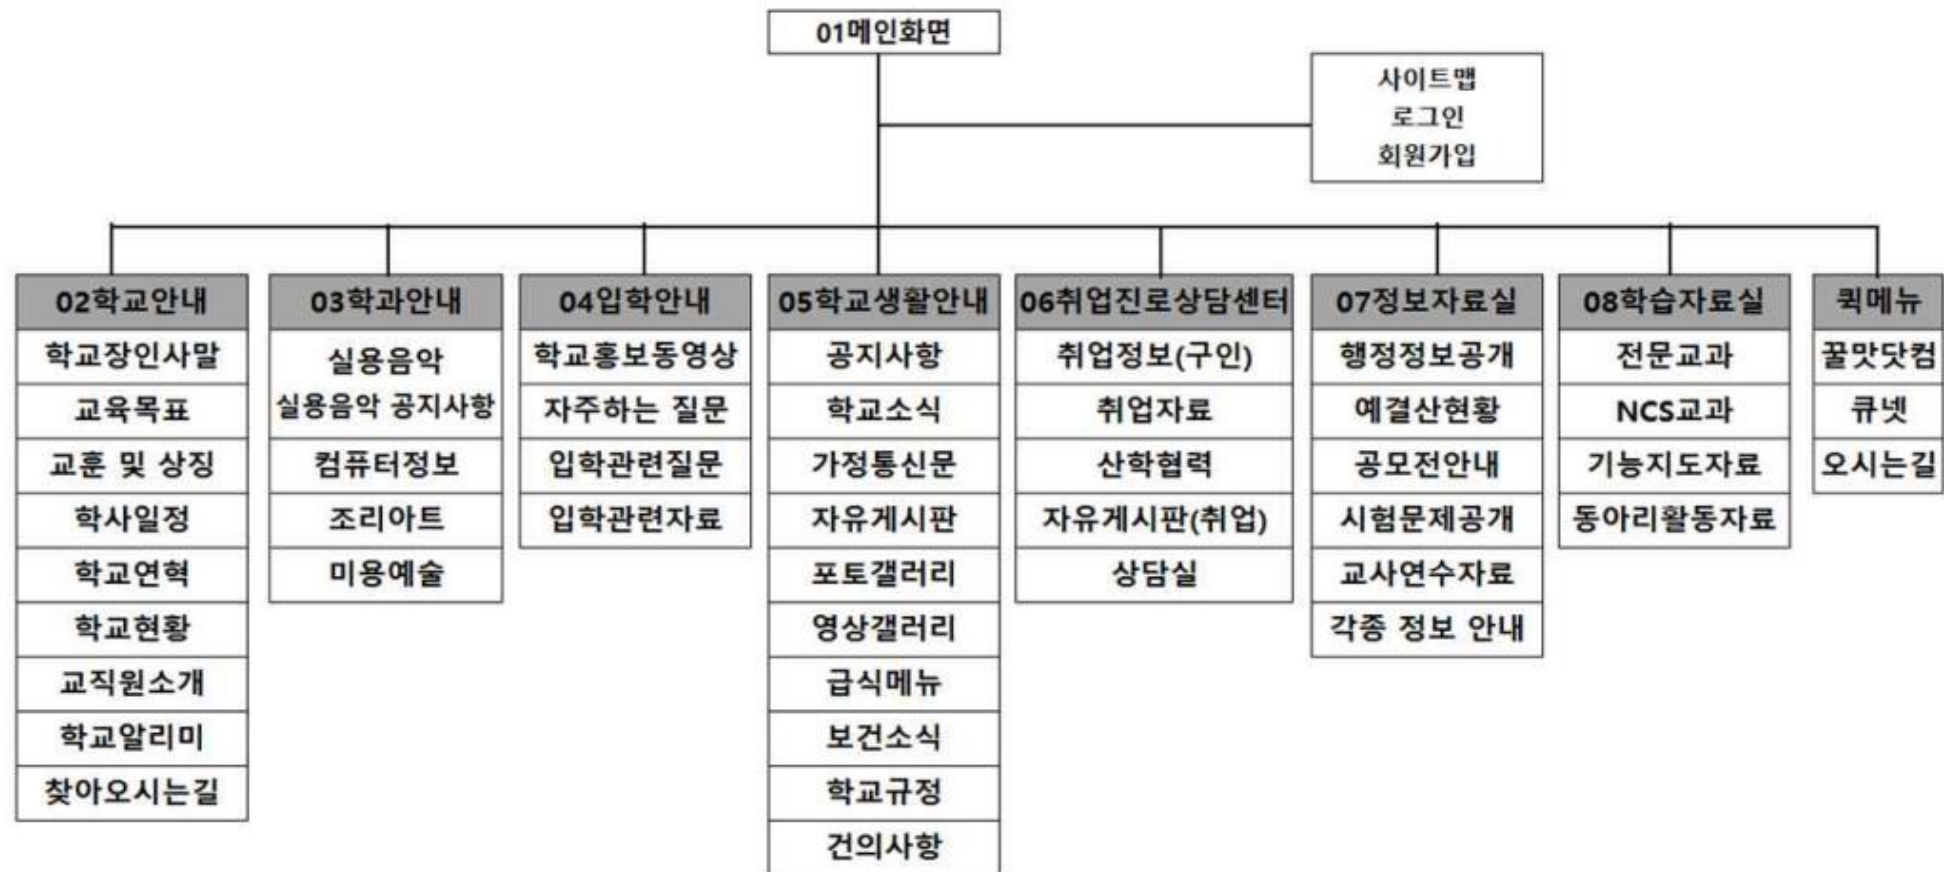 01메인화면
사이트맵
로그인
회원가입
02학교안내
학교장인사말
교육목표
교훈 및 상징
학사일정
학교연혁
학교현황
교직원소개
학교알리미
찾아오시는길
03학과안내
실용음악
실용음악 공지사항
컴퓨터정보
조리아트
미용예술
04입학안내
학교홍보동영상
자주하는 질문
입학관련질문
입학관련자료
05학교생활안내
공지사항
학교소식
가정통신문
자유게시판
포토갤러리
영상갤러리
급식메뉴
보건소식
학교규정
건의사항
06취업진로상담센터
취업정보(구인)
취업자료
산학협력
자유게시판(취업)
상담실
07정보자료실
행정정보공개
예결산현황
공모전안내
시험문제공개
교사연수자료
각종 정보 안내
08학습자료실
전문교과
NCS교과
기능지도자료
동아리활동자료
퀵메뉴
꿀맛닷컴
큐넷
오시는길